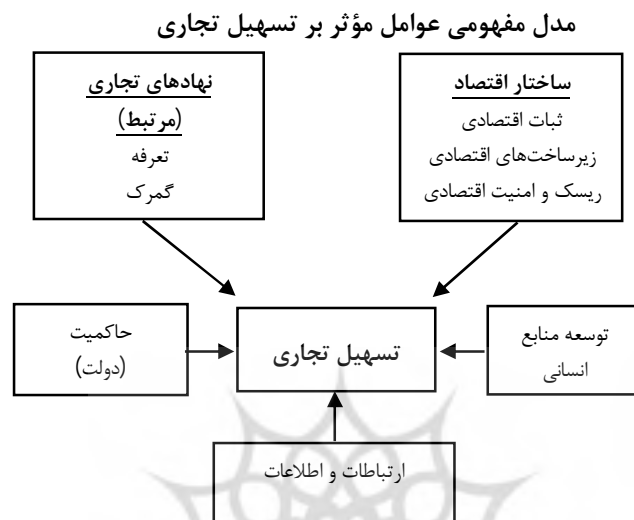 مدل مفهومی عوامل مؤثر بر تسهیل تجاری
ساختار اقتصاد
ثبات اقتصادی
زیرساخت‌های اقتصادی
ریسک و امنیت اقتصادی
نهادهای تجاری
(مرتبط)
تعرفه
گمرک
توسعه منابع
انسانی
تسهیل تجاری
حاکمیت
(دولت)
ارتباطات و اطلاعات